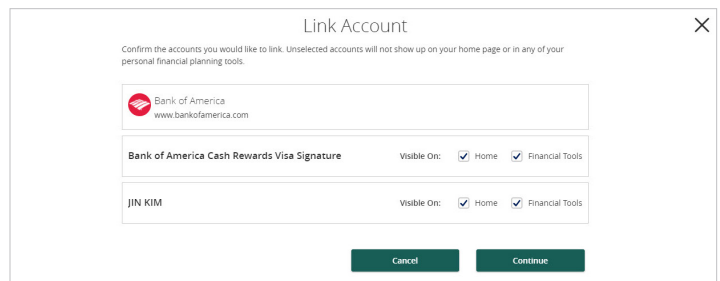 Link Account
Confirm the accounts you would like to link. Unselected accounts will not show up on your home page or in any of your
personal financial planning tools.
Bank of America
www.bankofamerica.com
Bank of America Cash Rewards Visa Signature Visible On: Home Financial Tools
JIN KIM Visible On: Home Financial Tools
Cancel Continue